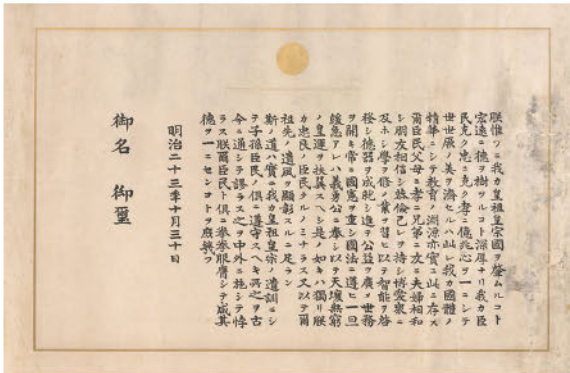 朕惟フニ我カ皇祖皇宗國ヲ肇ムルコト
宏遠ニ徳ヲ樹ツルコト深厚ナリ我カ臣
民克ク忠ニ克ク孝ニ億兆心ヲ一ニシテ
世世厥ノ美ヲ濟セルハ此レ我カ國體ノ
精華ニシテ教育ノ淵源亦實ニ此ニ存ス
爾臣民父母ニ孝ニ兄弟ニ友ニ夫婦相和
シ朋友相信シ恭儉己レヲ持シ博愛衆ニ
及ホシ學ヲ修メ業ヲ習ヒ以テ智能ヲ啓
發シ德器ヲ成就シ進テ公益ヲ廣メ世務
ヲ開キ常ニ國憲ヲ重シ國法ニ遵ヒ一旦
緩急アレハ義勇公ニ奉シ以テ天壤無窮
ノ皇運ヲ扶翼スヘシ是ノ如キハ獨リ朕
カ忠良ノ臣民タルノミナラス又以テ爾
祖先ノ遺風ヲ顯彰スルニ足ラン
斯ノ道ハ實ニ我カ皇祖皇宗ノ遺訓ニシ
テ子孫臣民ノ俱ニ遵守スヘキ所之ヲ古
今ニ通シテ謬ラス之ヲ中外ニ施シテ悖
ラス朕爾臣民ト俱ニ拳拳服膺シテ咸其
德ヲ一ニセンコトヲ庶幾フ
明治二十三年十月三十日
御名 御璽